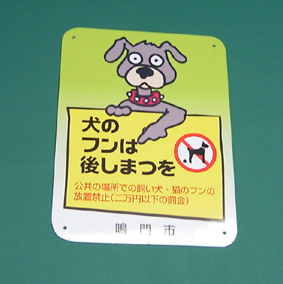 犬の
フンは
後しまつを
公共の場所での飼い犬・猫のフンの
放置禁止(二万円以下の罰金)
鳴門市